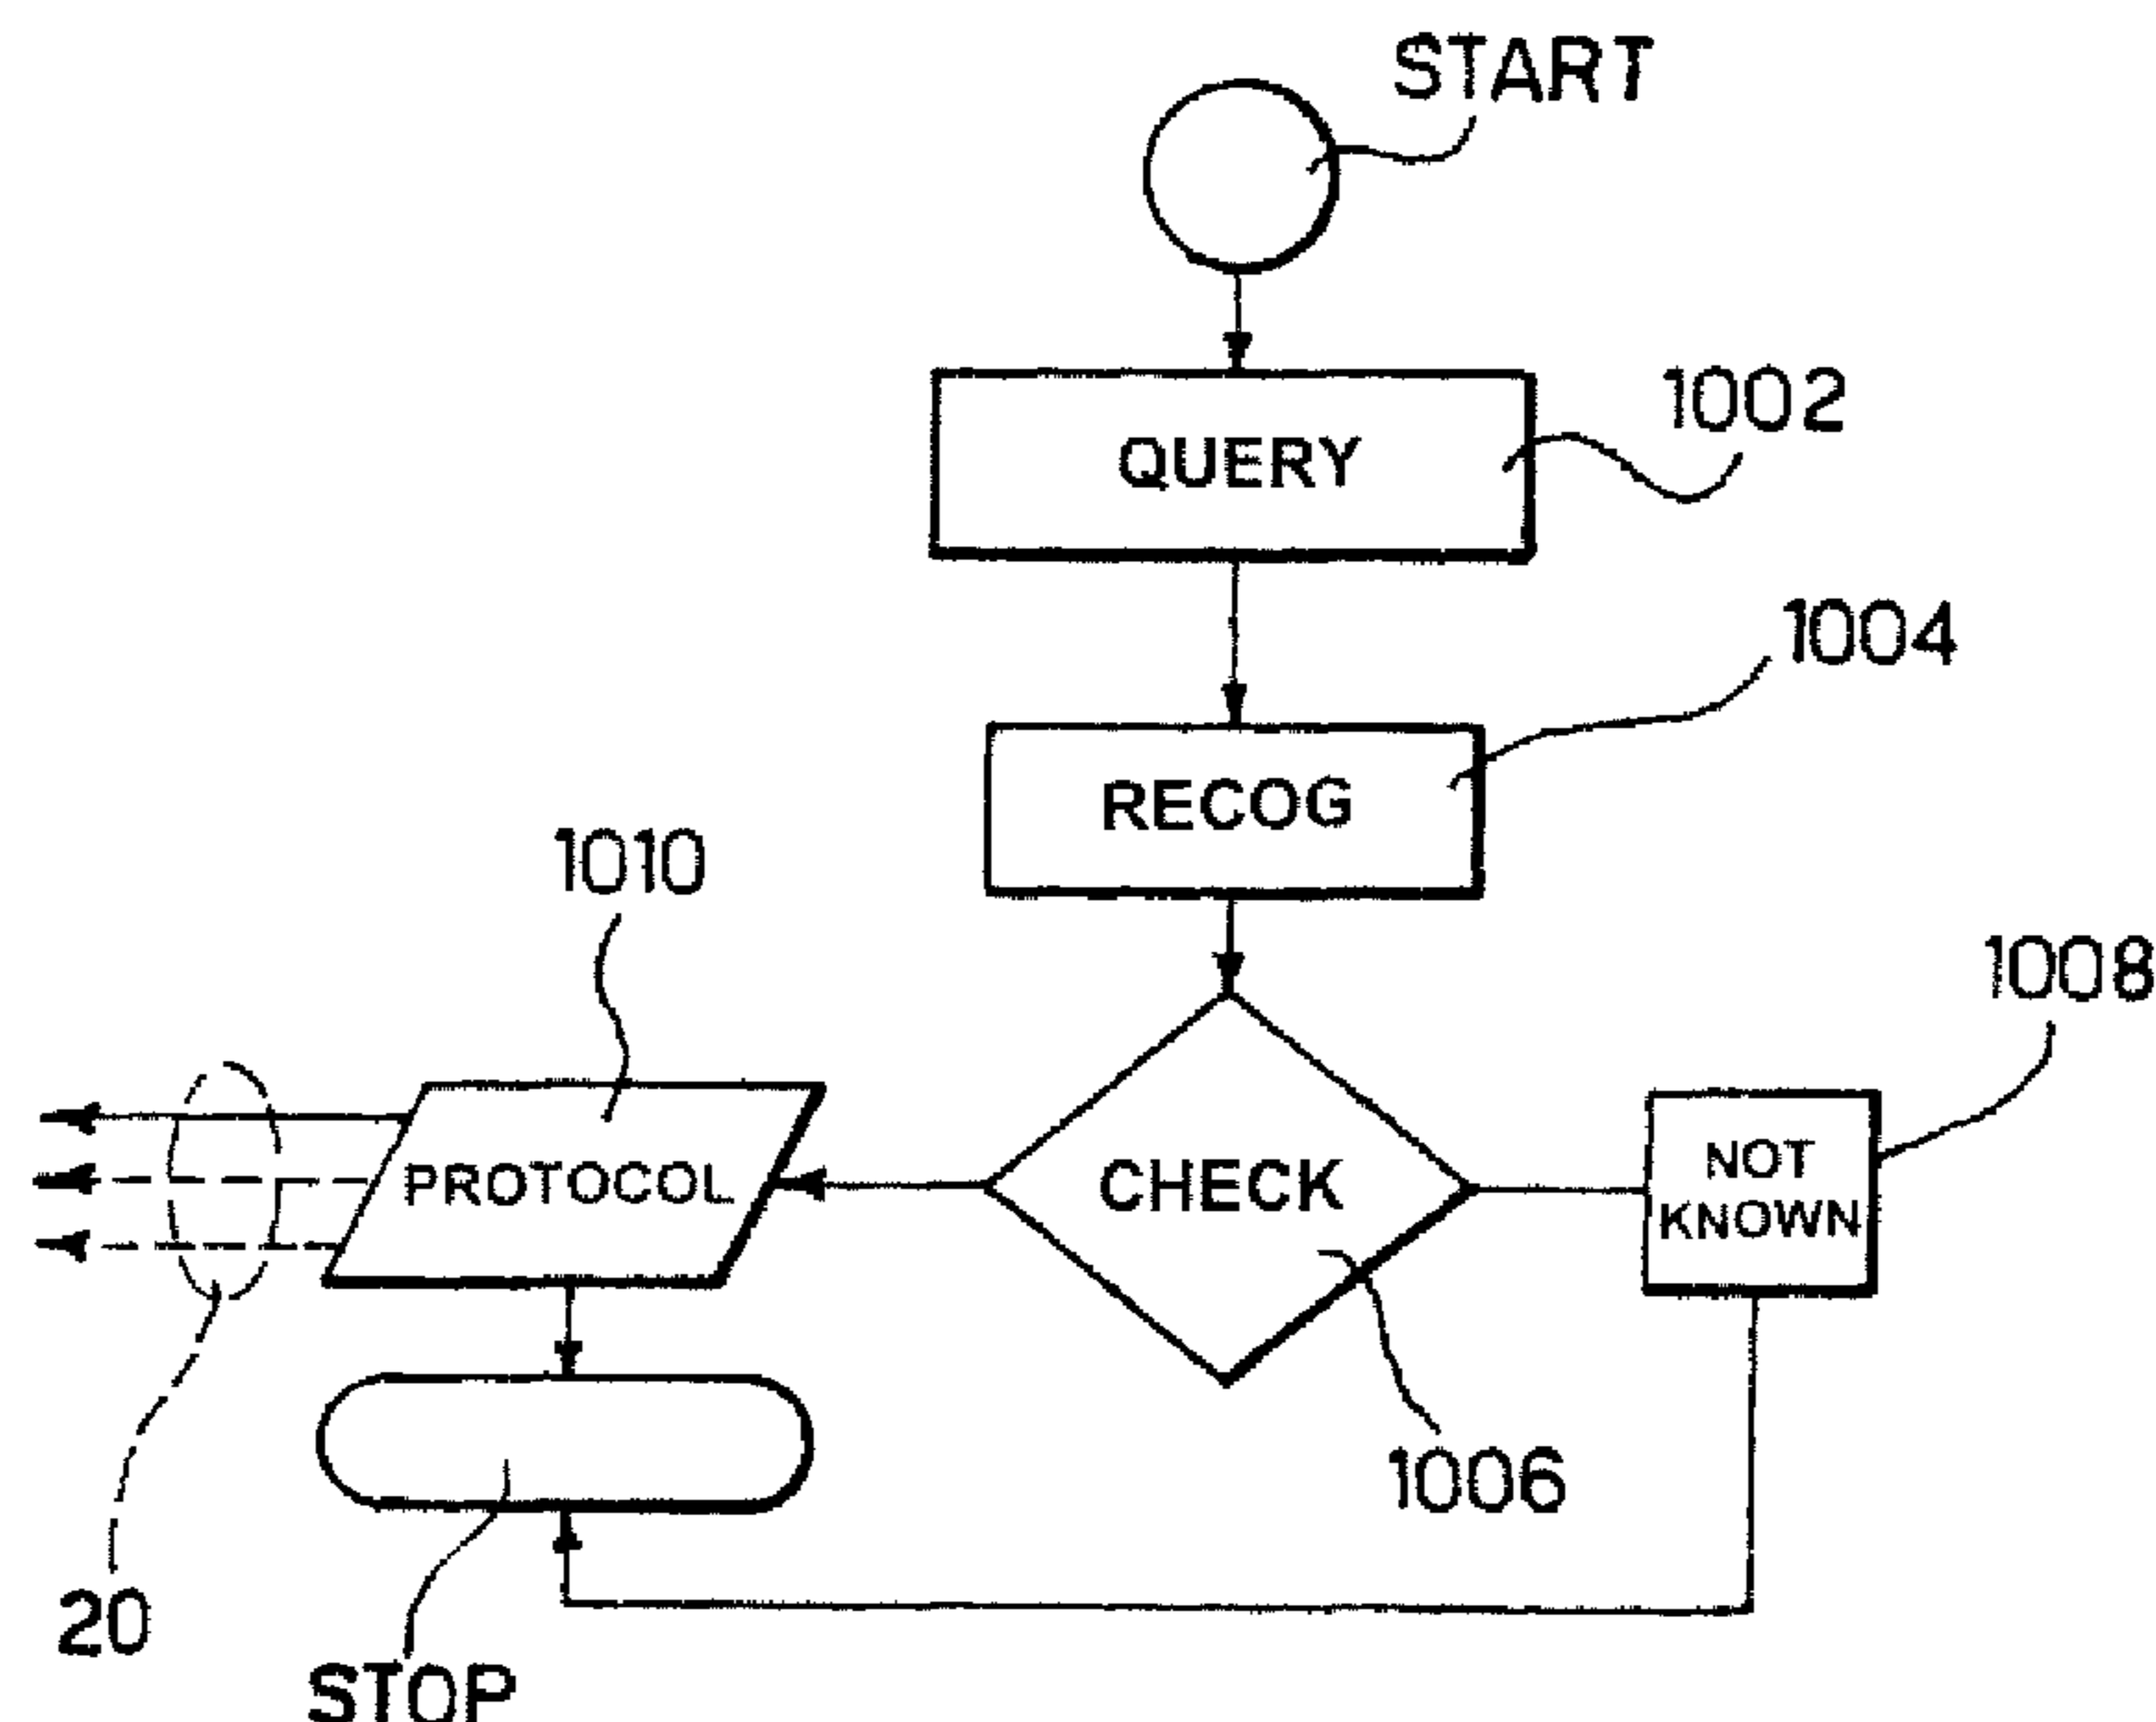 START
1002
QUERY
1004
RECOG
1010
1008
NOT
KNOWN
PROTOCOL
CHECK
1006
20
STOP